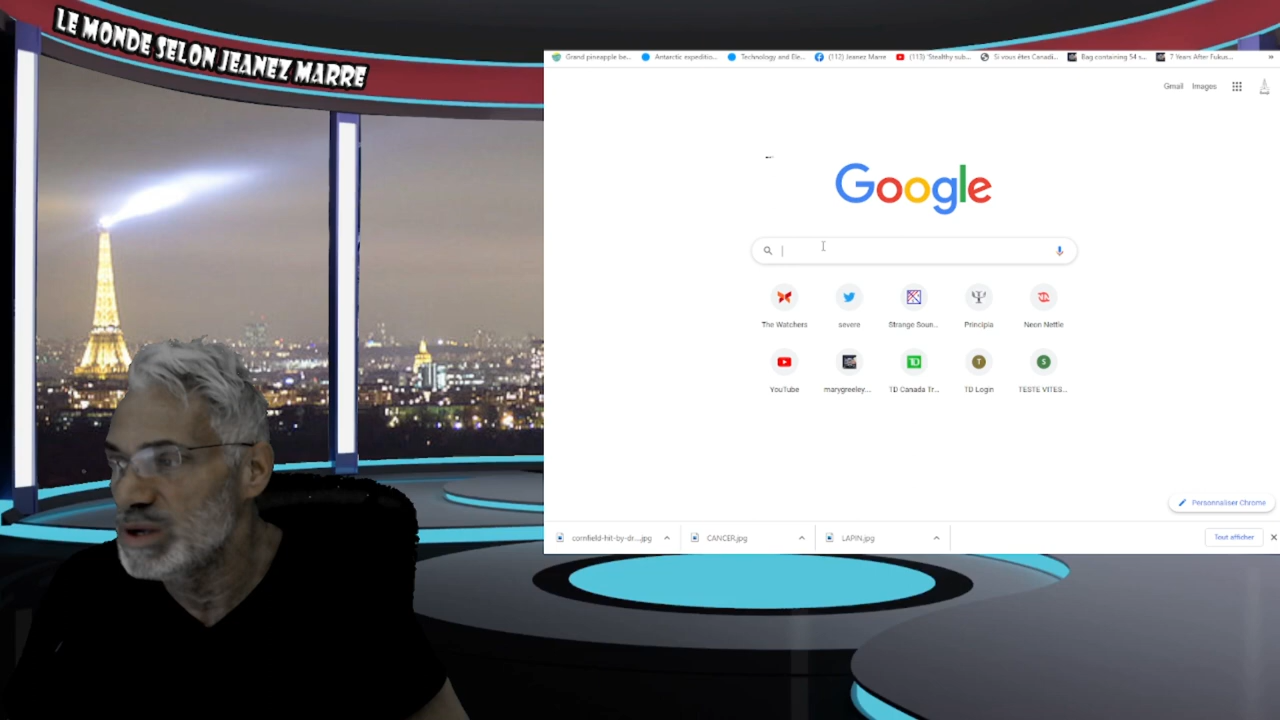 LE MONDE SELON JEANEZ MARRE
Grand pineapple be... Antarctic expeditio... Technology and Ele... (112) Jeanez Marre (113) 'Stealthy sub... Si vous êtes Canadi... Bag containing 54 s... 7 Years After Fukus... »
Gmail Images
Google
The Watchers severe Strange Soun... Principia Neon Nettle
YouTube marygreeley... TD Canada Tr... TD Login TESTE VITES...
Personnaliser Chrome
cornfield-hit-by-dr....jpg CANCER.jpg LAPIN.jpg Tout afficher